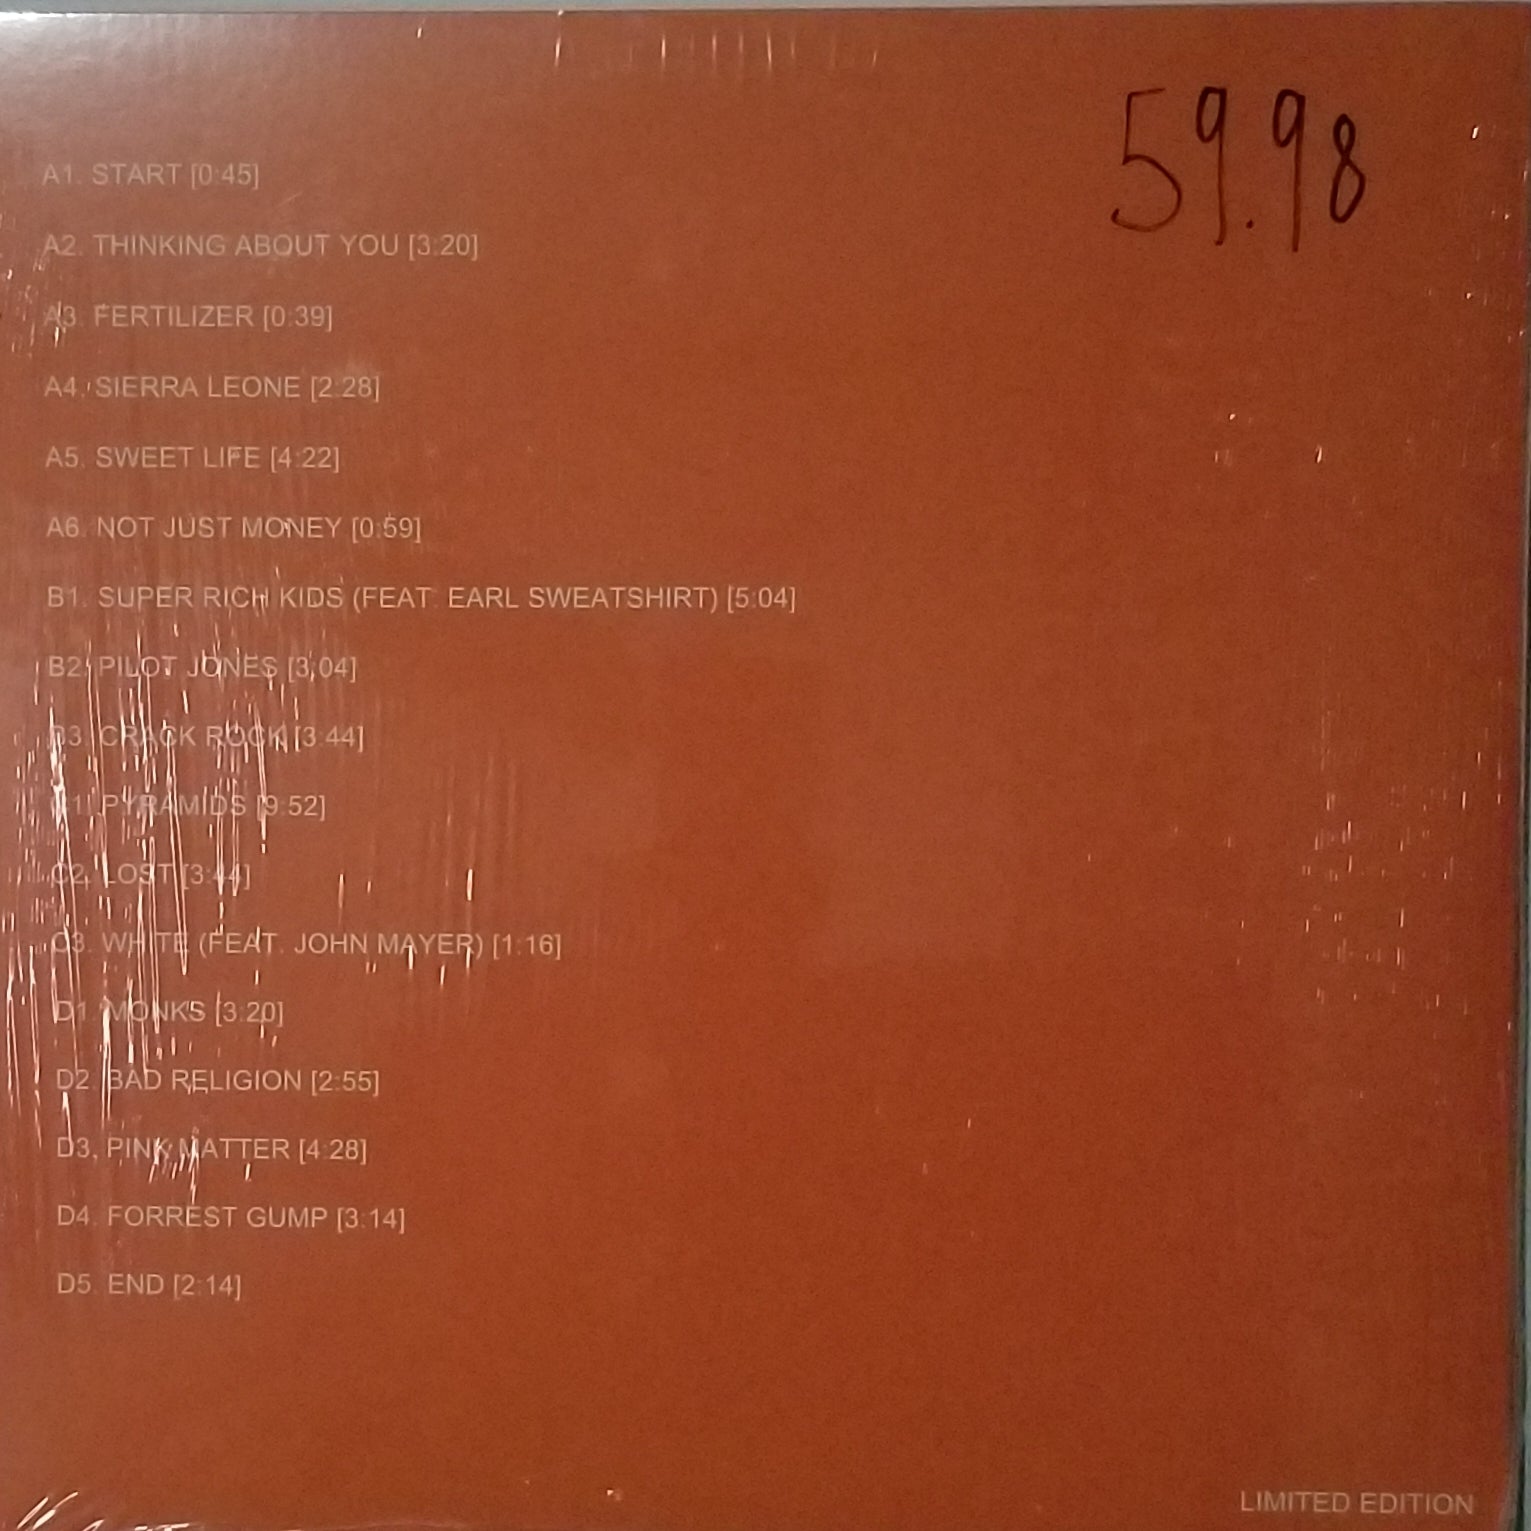 59.98
A1. START [0:45]
A2. THINKING ABOUT YOU [3:20]
A3. FERTILIZER [0:39]
A4. SIERRA LEONE [2:28]
A5. SWEET LIFE [4:22]
A6. NOT JUST MONEY [0:59]
B1. SUPER RICH KIDS (FEAT. EARL SWEATSHIRT) [5:04]
B2. PILOT JONES [3:04]
B3. CRACK ROCK [3:44]
C1. PYRAMIDS [9:52]
C2. LOST [3:44]
C3. WHITE (FEAT. JOHN MAYER) [1:16]
D1. MONKS [3:20]
D2. BAD RELIGION [2:55]
D3. PINK MATTER [4:28]
D4. FORREST GUMP [3:14]
D5. END [2:14]
LIMITED EDITION